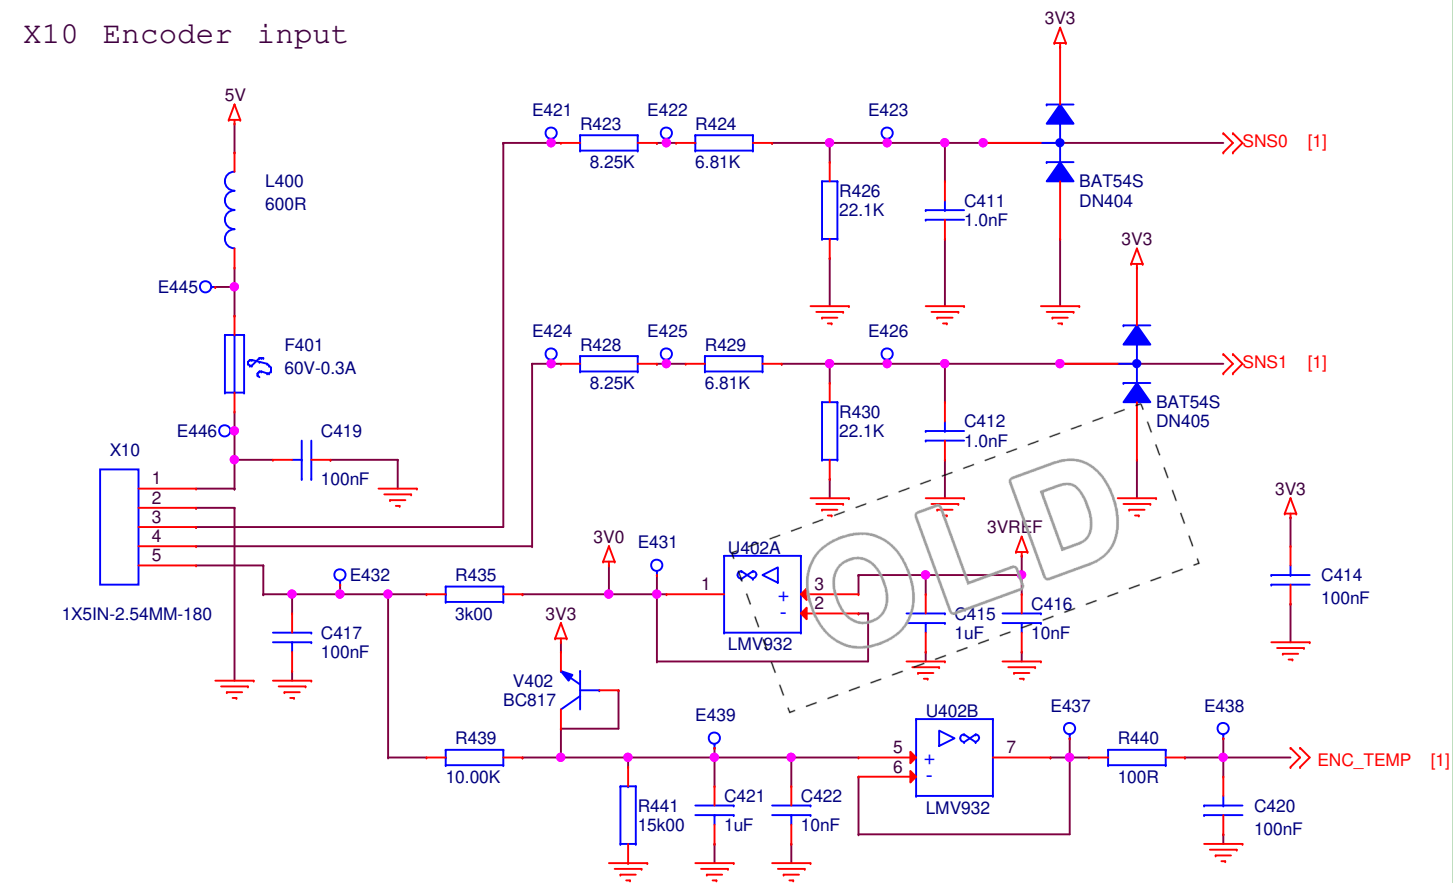 X10 Encoder input
3V3
5V
E421
E422
E423
R423
R424
8.25K
6.81K
SNS0 [1]
L400
600R
R426
22.1K
C411
1.0nF
BAT54S
DN404
3V3
E445
E424
E425
E426
R428
R429
8.25K
6.81K
SNS1 [1]
F401
60V-0.3A
R430
22.1K
C412
1.0nF
BAT54S
DN405
E446
C419
100nF
X10
1
2
3
4
5
1X5IN-2.54MM-180
OLD
3V3
C414
100nF
3V0
E431
U402A
3VREF
E432
R435
3k00
1
3
+
2
-
LMV932
C415
1uF
C416
10nF
C417
100nF
3V3
V402
BC817
E439
U402B
E437
E438
R439
10.00K
5
+
6
-
7
LMV932
R440
100R
ENC_TEMP [1]
R441
15k00
C421
1uF
C422
10nF
C420
100nF